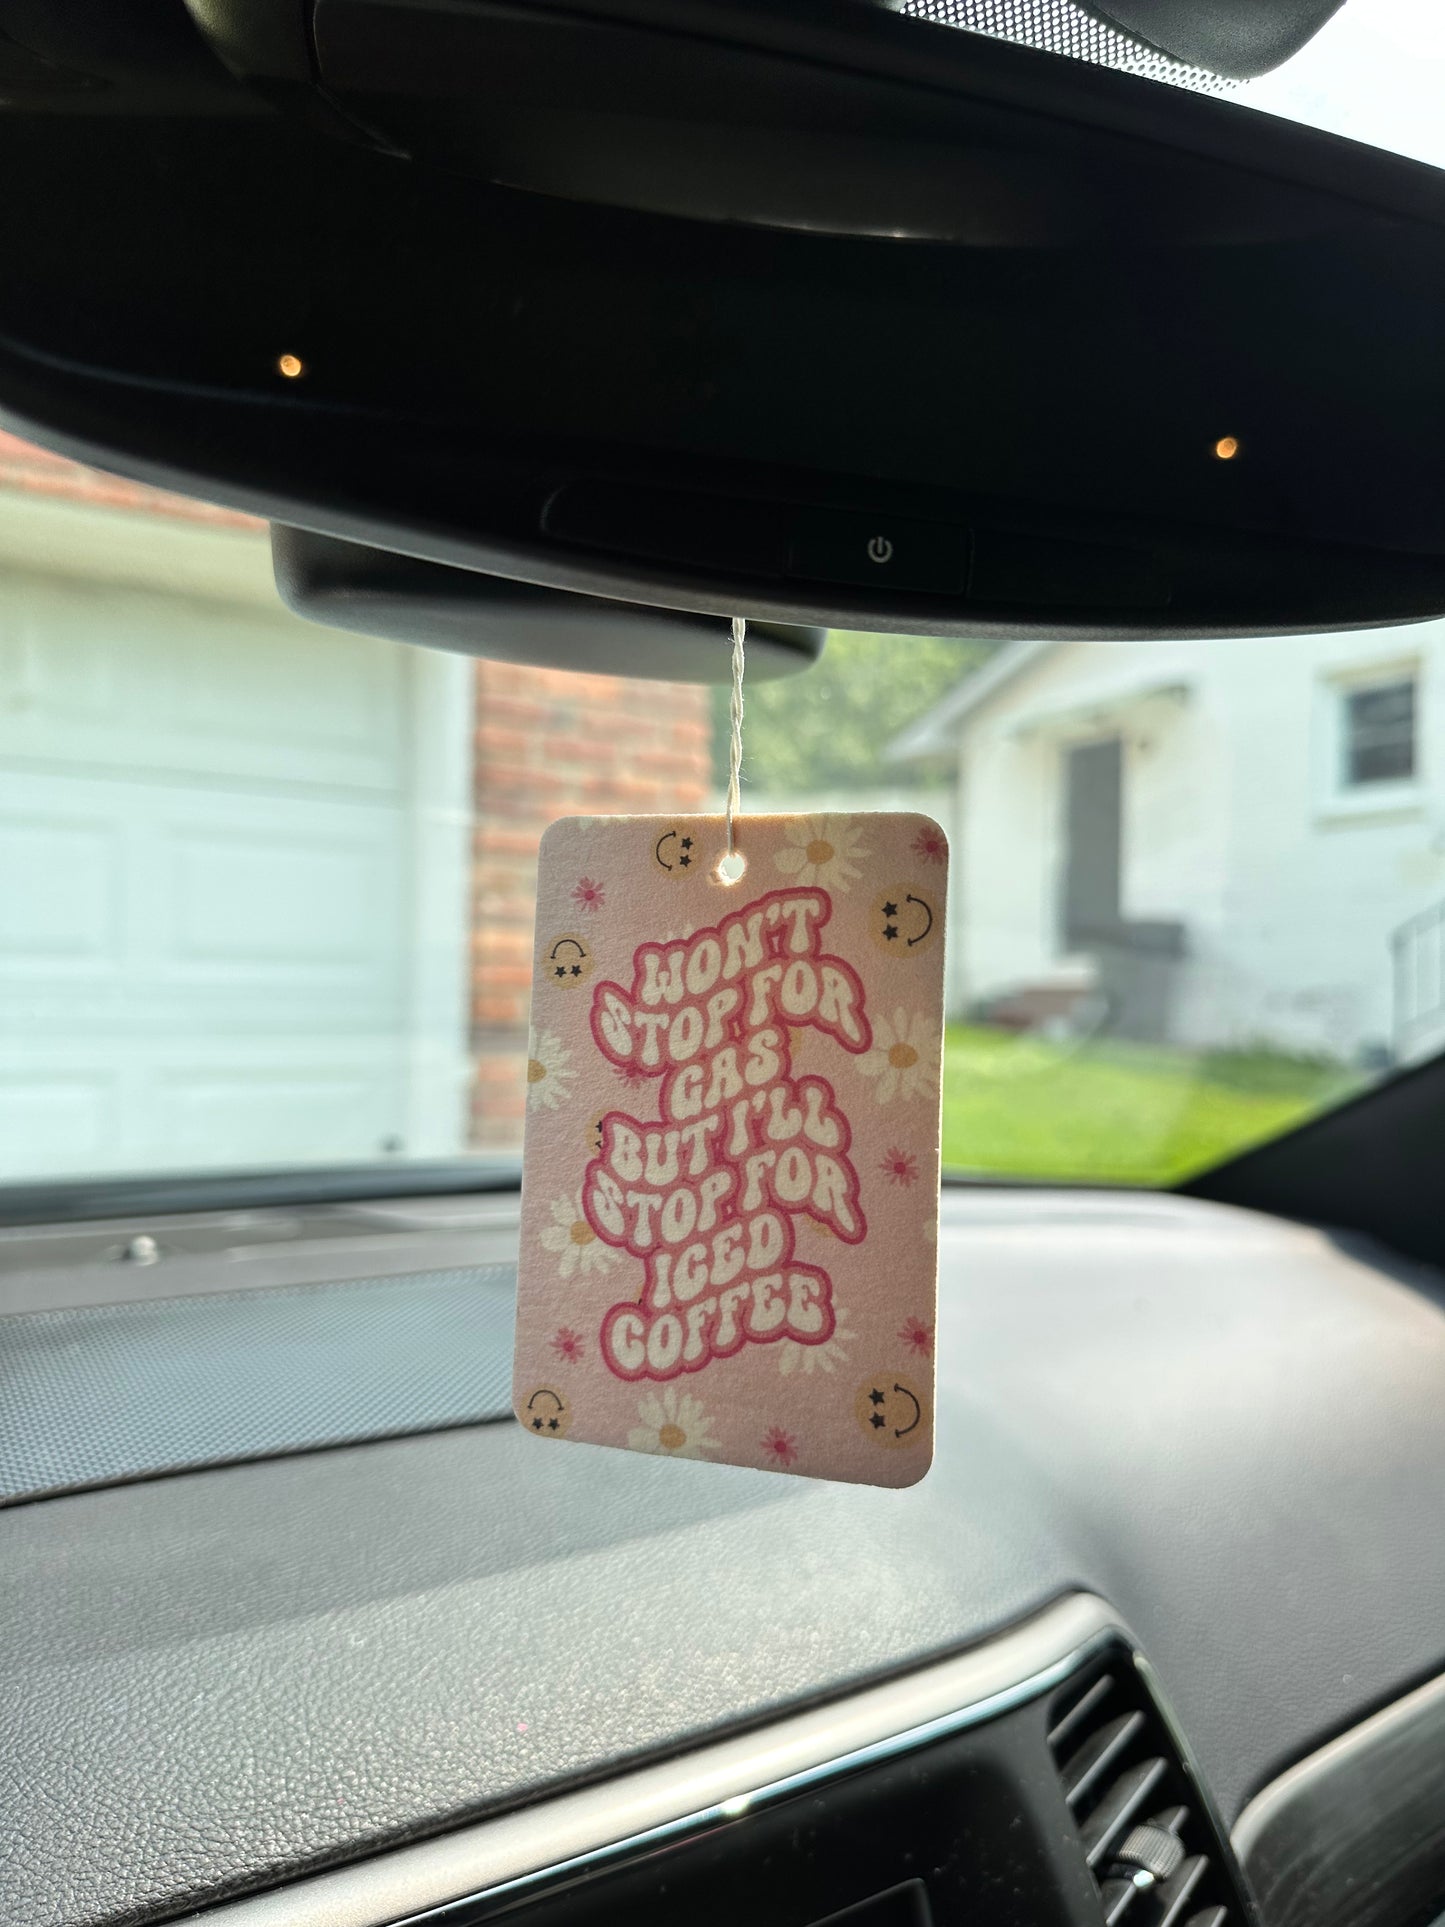 WON'T
STOP FOR
GAS
BUT I'LL
STOP FOR
ICED
COFFEE